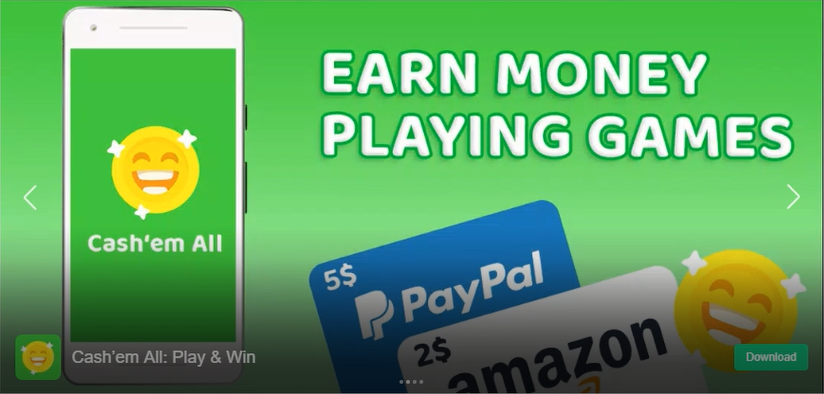 EARN MONEY
PLAYING GAMES
Cash'em All
5$
PayPal
2$
amazon
Cash'em All: Play & Win
Download